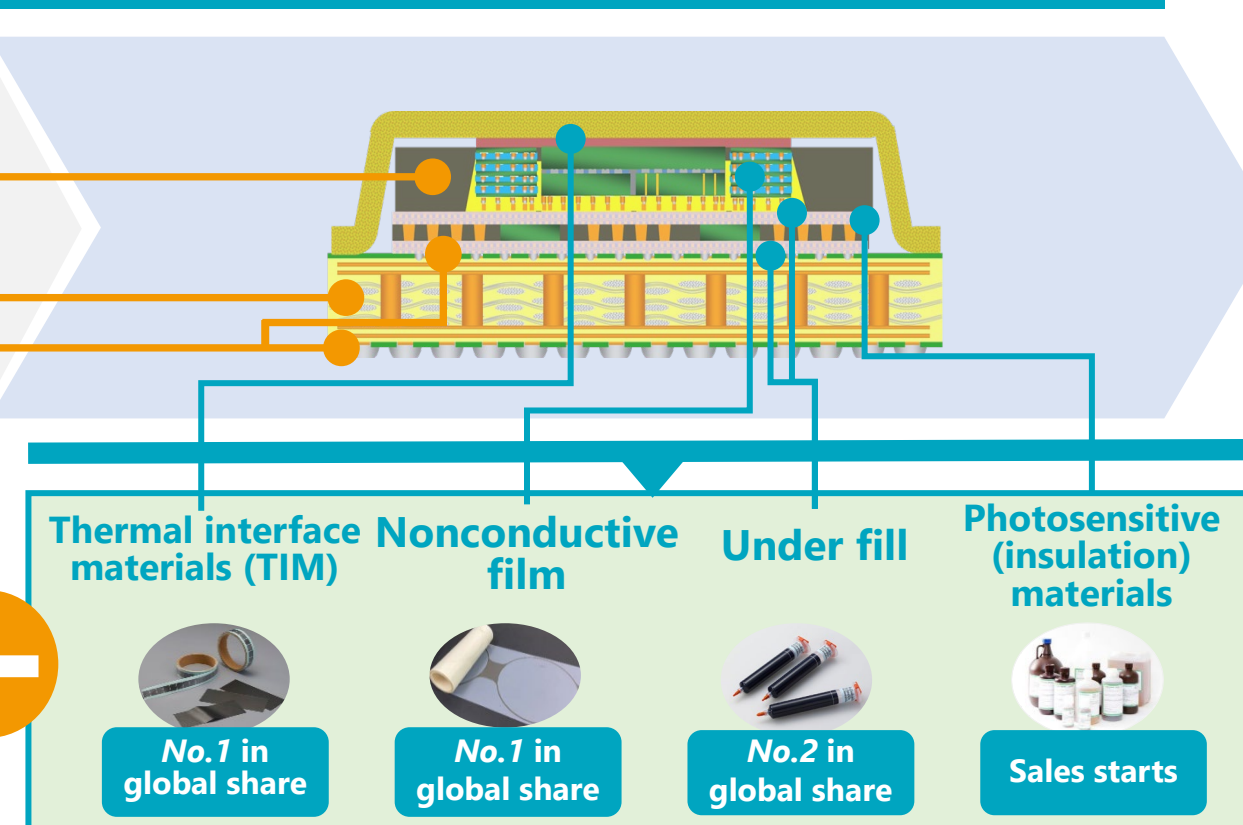 Thermal interface
materials (TIM)
Nonconductive
film
Under fill
Photosensitive
(insulation)
materials
No.1 in
global share
No.1 in
global share
No.2 in
global share
Sales starts